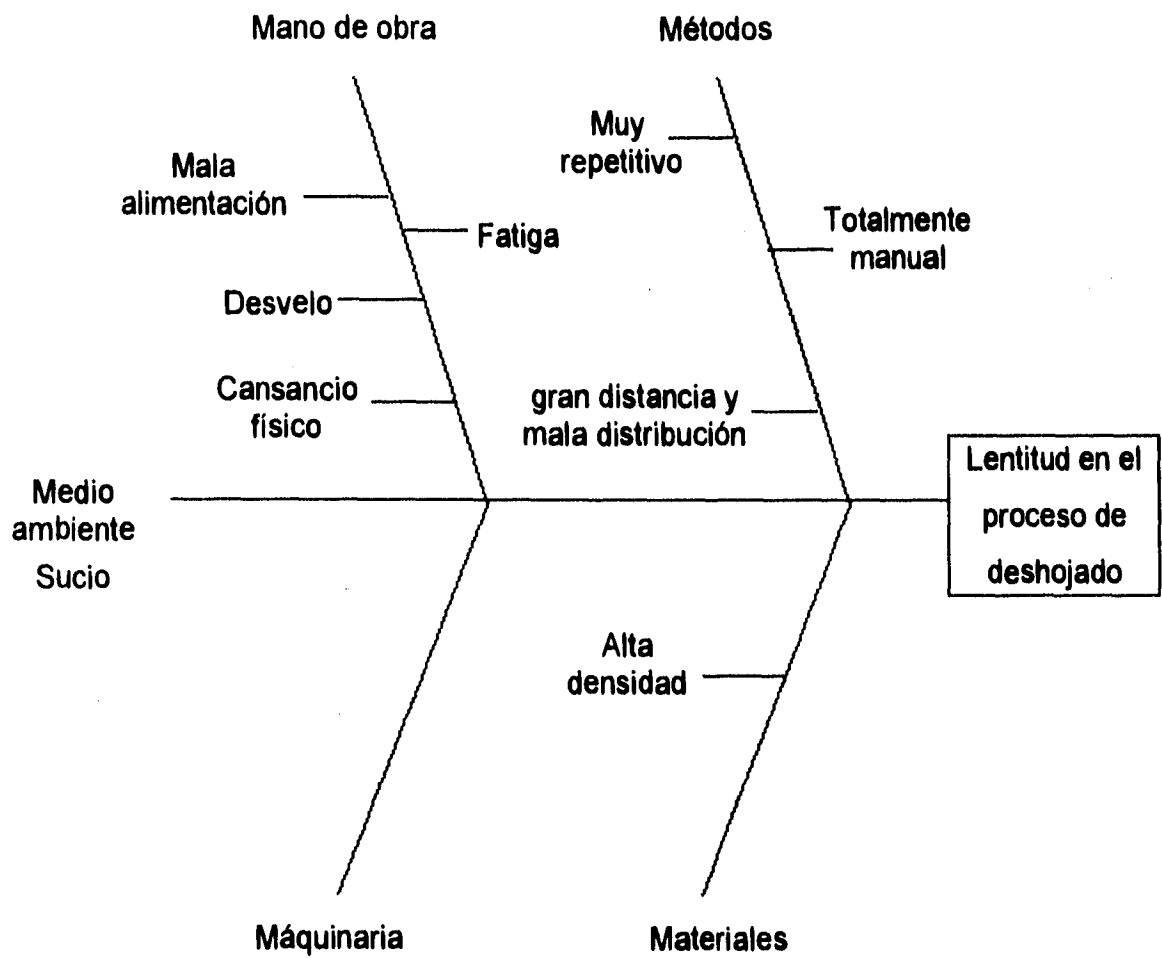 Mano de obra
Métodos
Muy
repetitivo
Mala
alimentación
Fatiga
Totalmente
manual
Desvelo
Cansancio
físico
gran distancia y
mala distribución
Lentitud en el
proceso de
deshojado
Medio
ambiente
Sucio
Alta
densidad
Máquinaria
Materiales